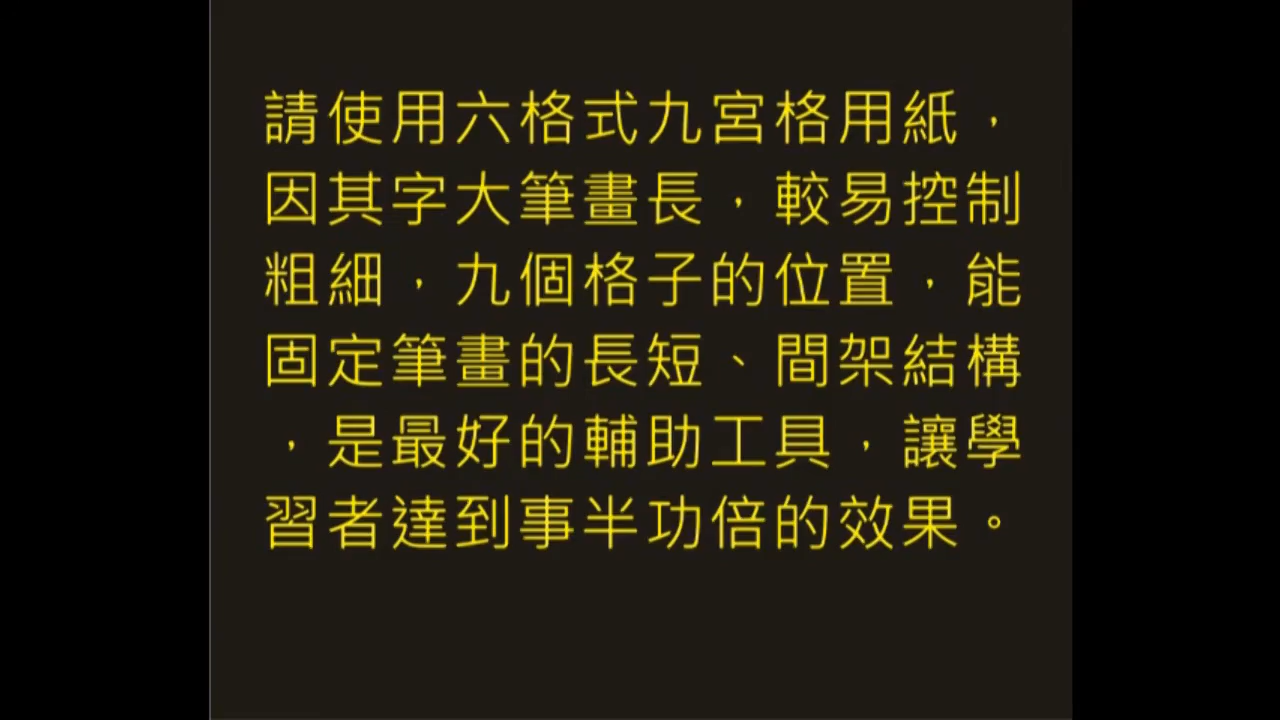 請使用六格式九宮格用紙，
因其字大筆畫長，較易控制
粗細，九個格子的位置，能
固定筆畫的長短、間架結構
，是最好的輔助工具，讓學
習者達到事半功倍的效果。